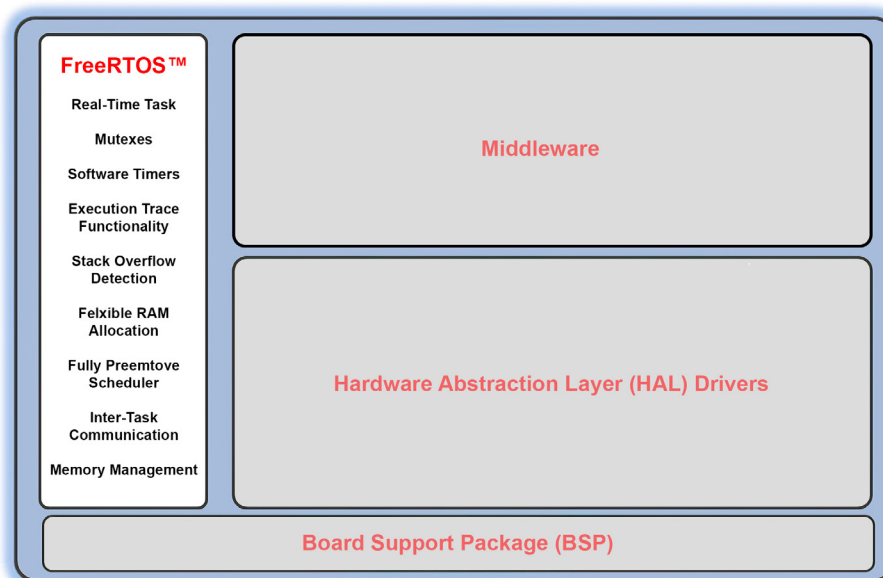 FreeRTOS™
Real-Time Task
Mutexes
Software Timers
Execution Trace
Functionality
Stack Overflow
Detection
Felxible RAM
Allocation
Fully Preemtove
Scheduler
Inter-Task
Communication
Memory Management
Middleware
Hardware Abstraction Layer (HAL) Drivers
Board Support Package (BSP)